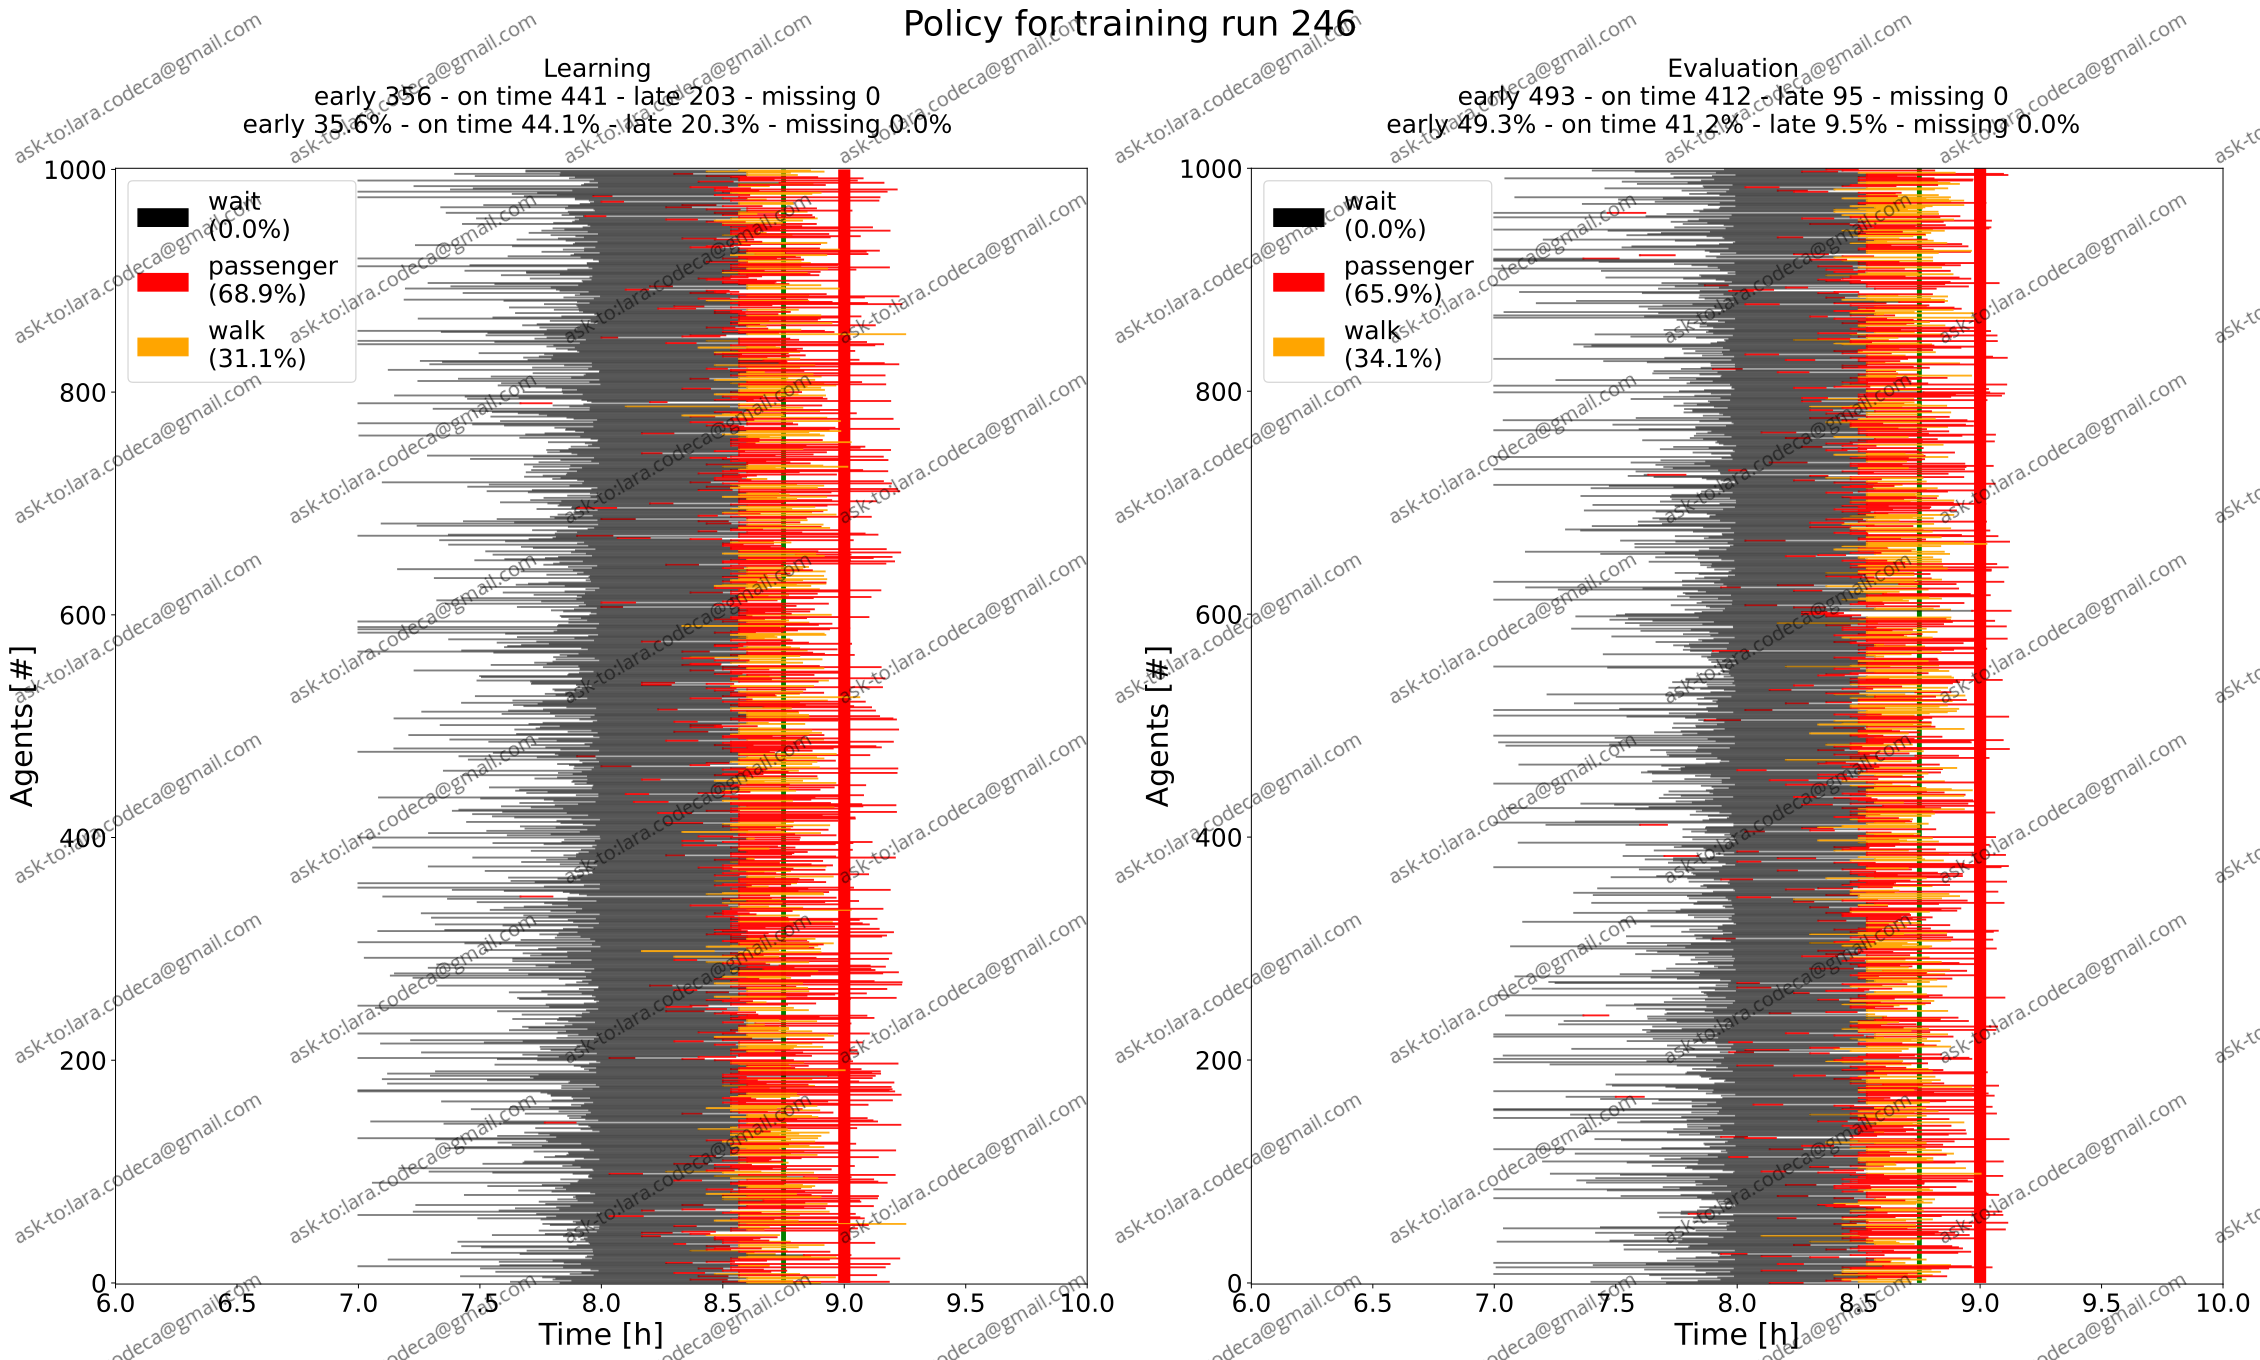 Policy for training run 246
Learning
early 356 - on time 441 - late 203 - missing 0
early 35.6% - on time 44.1% - late 20.3% - missing 0.0%
1000
800
600
400
200
0
Agents [#]
wait
(0.0%)
passenger
(68.9%)
walk
(31.1%)
6.0 6.5 7.0 7.5 8.0 8.5 9.0 9.5 10.0
Time [h]
Evaluation
early 493 - on time 412 - late 95 - missing 0
early 49.3% - on time 41.2% - late 9.5% - missing 0.0%
1000
800
600
400
200
0
Agents [#]
wait
(0.0%)
passenger
(65.9%)
walk
(34.1%)
6.0 6.5 7.0 7.5 8.0 8.5 9.0 9.5 10.0
Time [h]
ask-to:lara.codeca@gmail.com